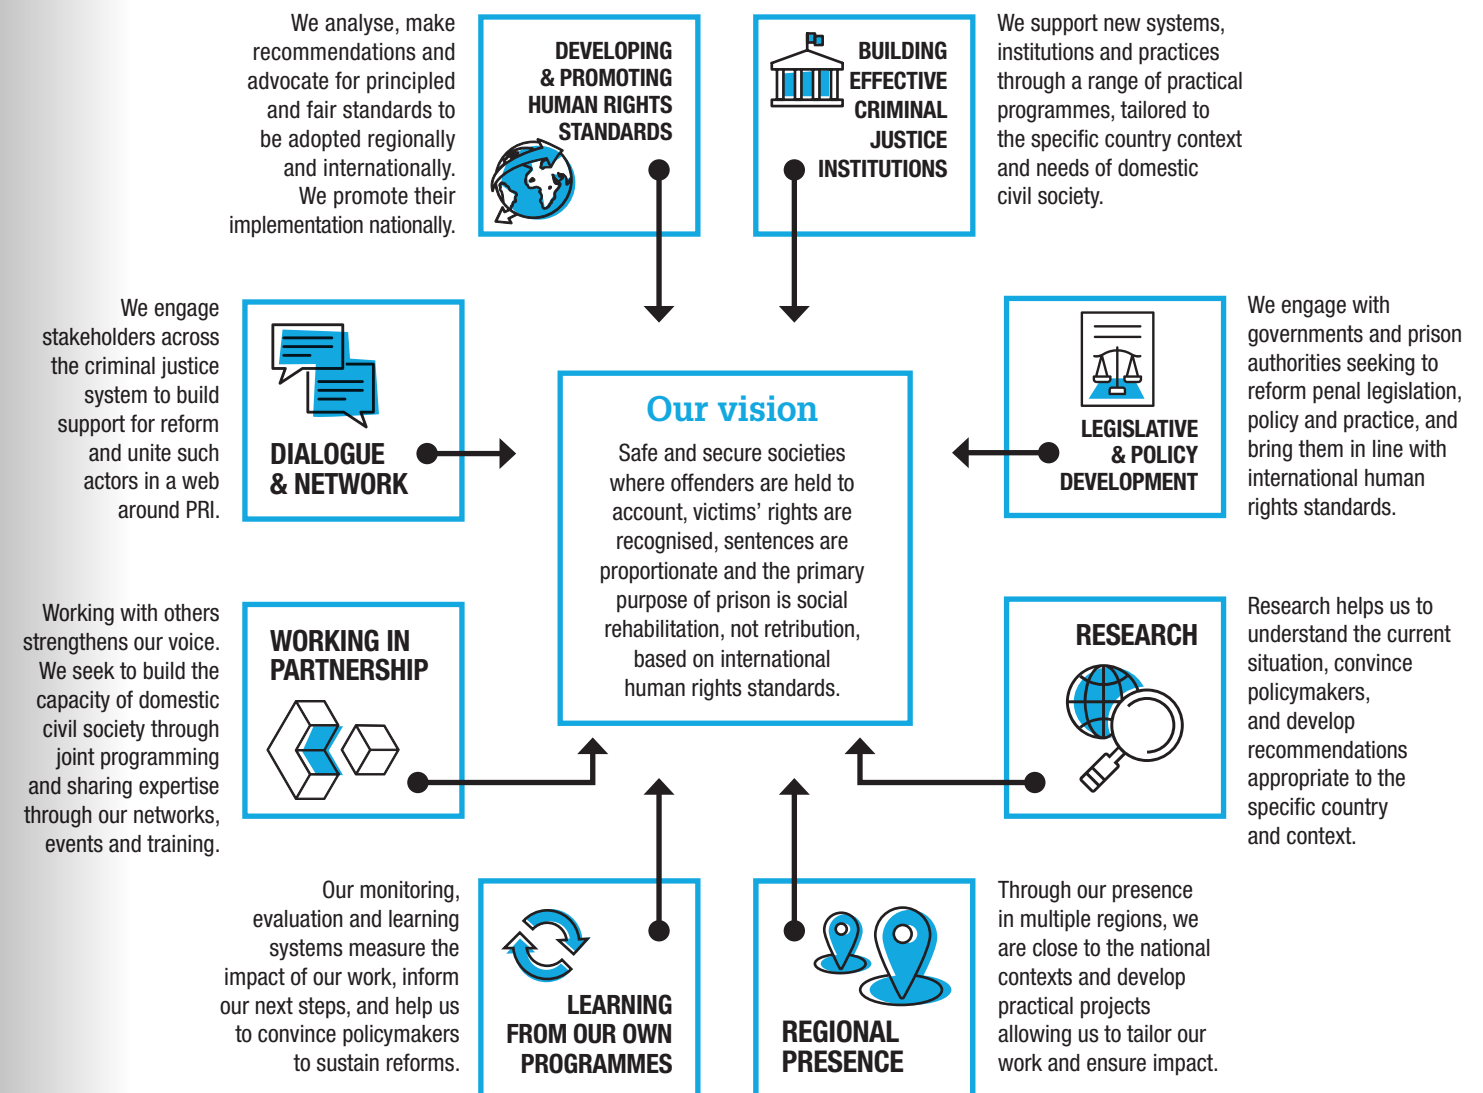 We analyse, make
recommendations and
advocate for principled
and fair standards to
be adopted regionally
and internationally.
We promote their
implementation nationally.
DEVELOPING
& PROMOTING
HUMAN RIGHTS
STANDARDS
BUILDING
EFFECTIVE
CRIMINAL
JUSTICE
INSTITUTIONS
We support new systems,
institutions and practices
through a range of practical
programmes, tailored to
the specific country context
and needs of domestic
civil society.
We engage
stakeholders across
the criminal justice
system to build
support for reform
and unite such
actors in a web
around PRI.
DIALOGUE
& NETWORK
Our vision
Safe and secure societies
where offenders are held to
account, victims’ rights are
recognised, sentences are
proportionate and the primary
purpose of prison is social
rehabilitation, not retribution,
based on international
human rights standards.
LEGISLATIVE
& POLICY
DEVELOPMENT
We engage with
governments and prison
authorities seeking to
reform penal legislation,
policy and practice, and
bring them in line with
international human
rights standards.
Working with others
strengthens our voice.
We seek to build the
capacity of domestic
civil society through
joint programming
and sharing expertise
through our networks,
events and training.
WORKING IN
PARTNERSHIP
RESEARCH
Research helps us to
understand the current
situation, convince
policymakers,
and develop
recommendations
appropriate to the
specific country
and context.
Our monitoring,
evaluation and learning
systems measure the
impact of our work, inform
our next steps, and help us
to convince policymakers
to sustain reforms.
LEARNING
FROM OUR OWN
PROGRAMMES
REGIONAL
PRESENCE
Through our presence
in multiple regions, we
are close to the national
contexts and develop
practical projects
allowing us to tailor our
work and ensure impact.